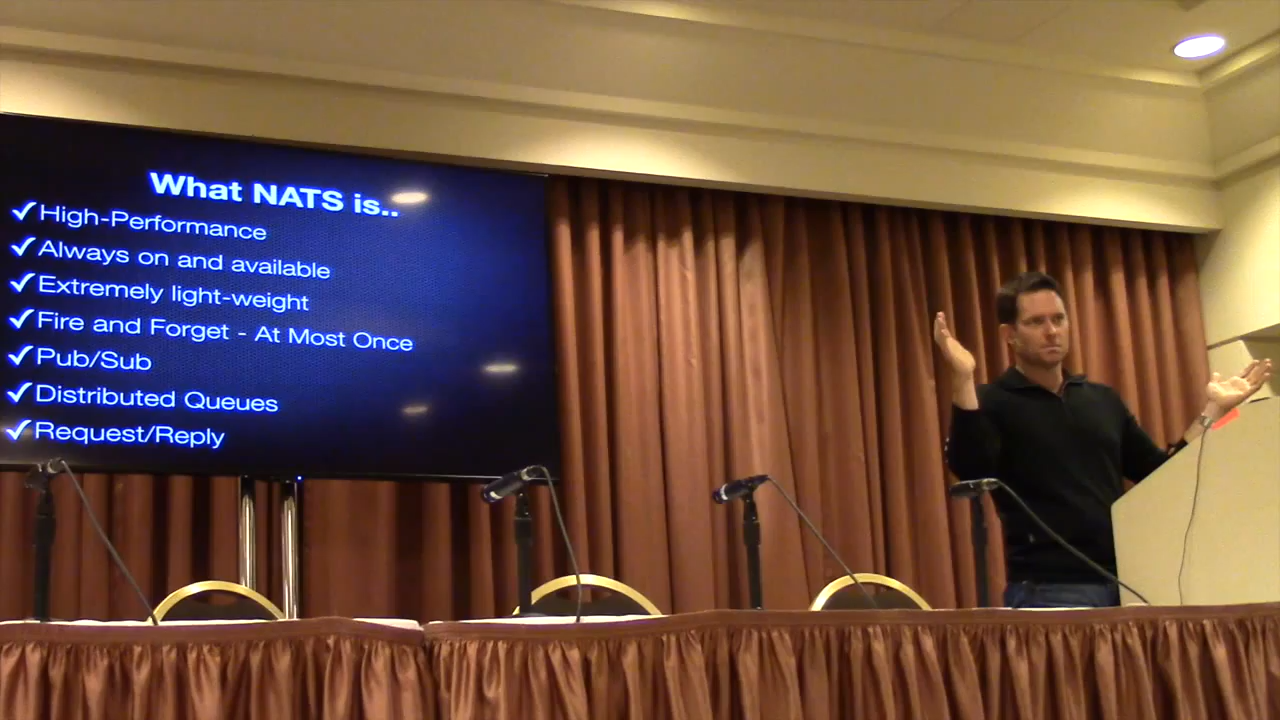 What NATS is..
✓High-Performance
✓Always on and available
✓Extremely light-weight
✓Fire and Forget - At Most Once
✓Pub/Sub
✓Distributed Queues
✓Request/Reply